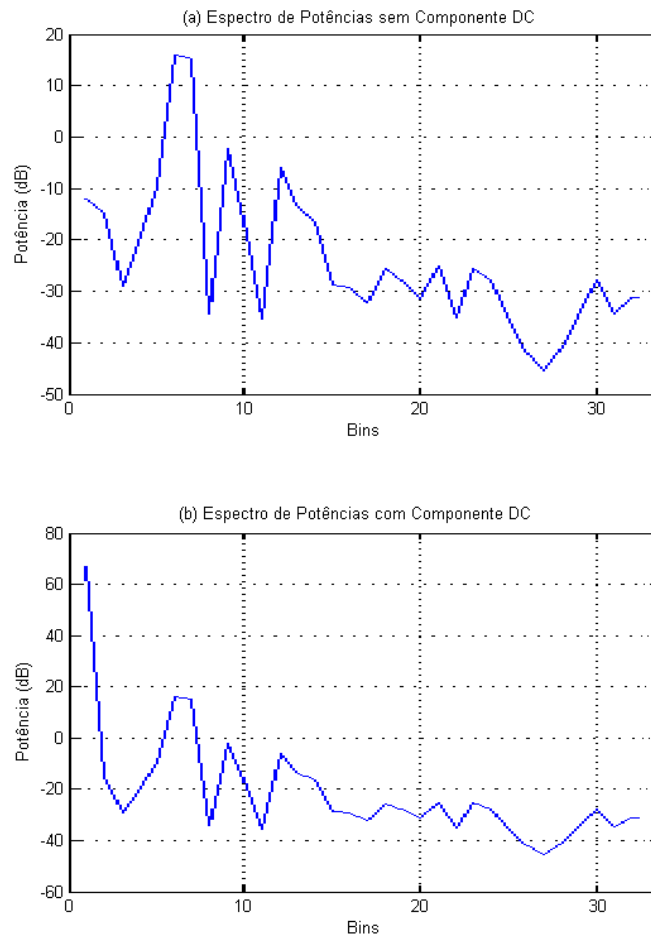 (a) Espectro de Potências sem Componente DC
20
10
0
-10
-20
-30
-40
-50
Potência (dB)
0 10 20 30
Bins
(b) Espectro de Potências com Componente DC
80
60
40
20
0
-20
-40
-60
Potência (dB)
0 10 20 30
Bins